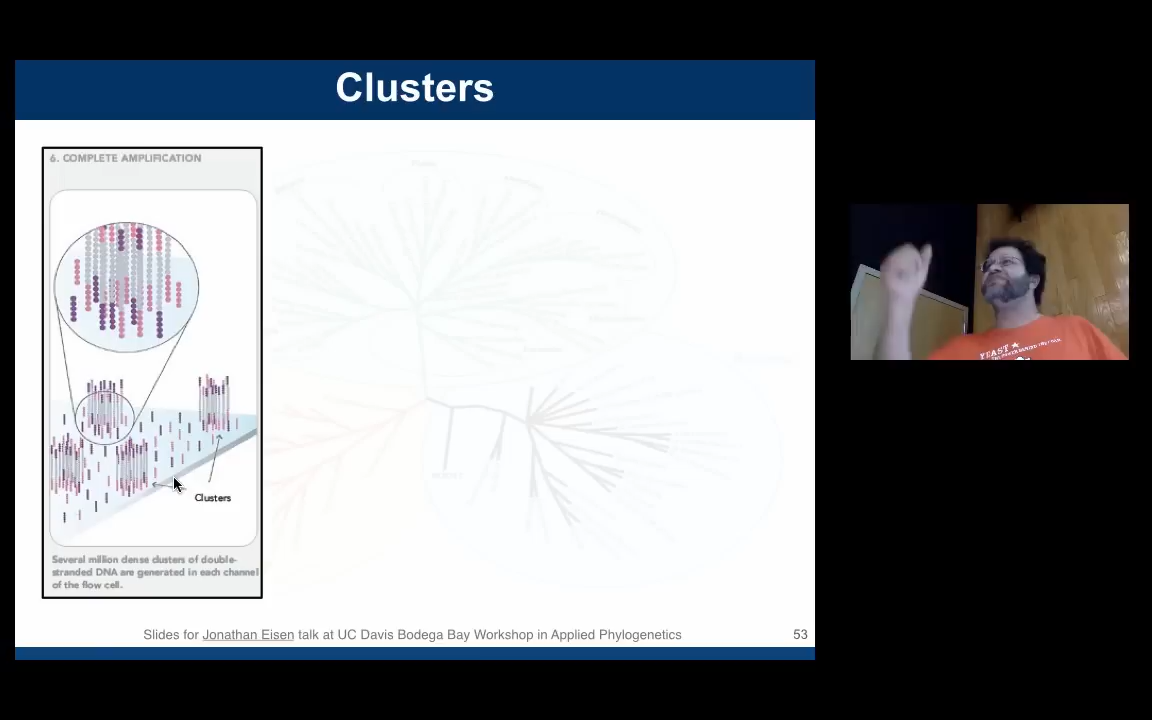 Clusters
6. COMPLETE AMPLIFICATION
Clusters
Several million dense clusters of double-
stranded DNA are generated in each channel
of the flow cell.
Slides for Jonathan Eisen talk at UC Davis Bodega Bay Workshop in Applied Phylogenetics
53
YEAST